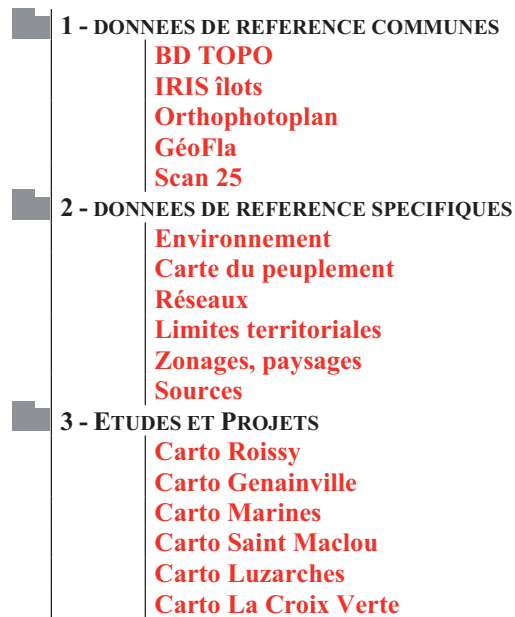 1 - DONNEES DE REFERENCE COMMUNES
BD TOPO
IRIS îlots
Orthophotoplan
GéoFla
Scan 25
2 - DONNEES DE REFERENCE SPECIFIQUES
Environnement
Carte du peuplement
Réseaux
Limites territoriales
Zonages, paysages
Sources
3 - ETUDES ET PROJETS
Carto Roissy
Carto Genainville
Carto Marines
Carto Saint Maclou
Carto Luzarches
Carto La Croix Verte